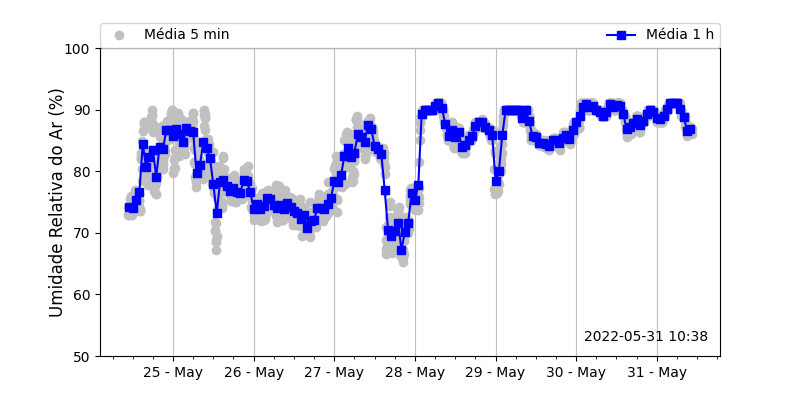 Média 5 min
Média 1 h
Umidade Relativa do Ar (%)
100
90
80
70
60
50
2022-05-31 10:38
25 - May
26 - May
27 - May
28 - May
29 - May
30 - May
31 - May